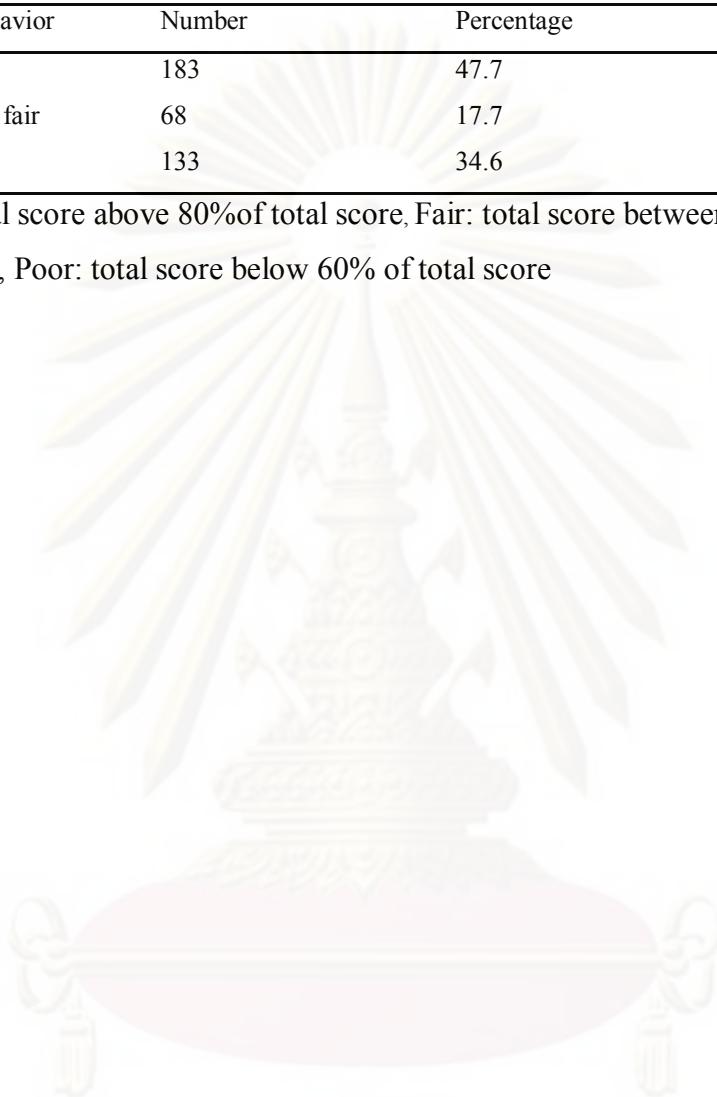 avior Number Percentage
183 47.7
fair 68 17.7
133 34.6
l score above 80%of total score, Fair: total score between
, Poor: total score below 60% of total score